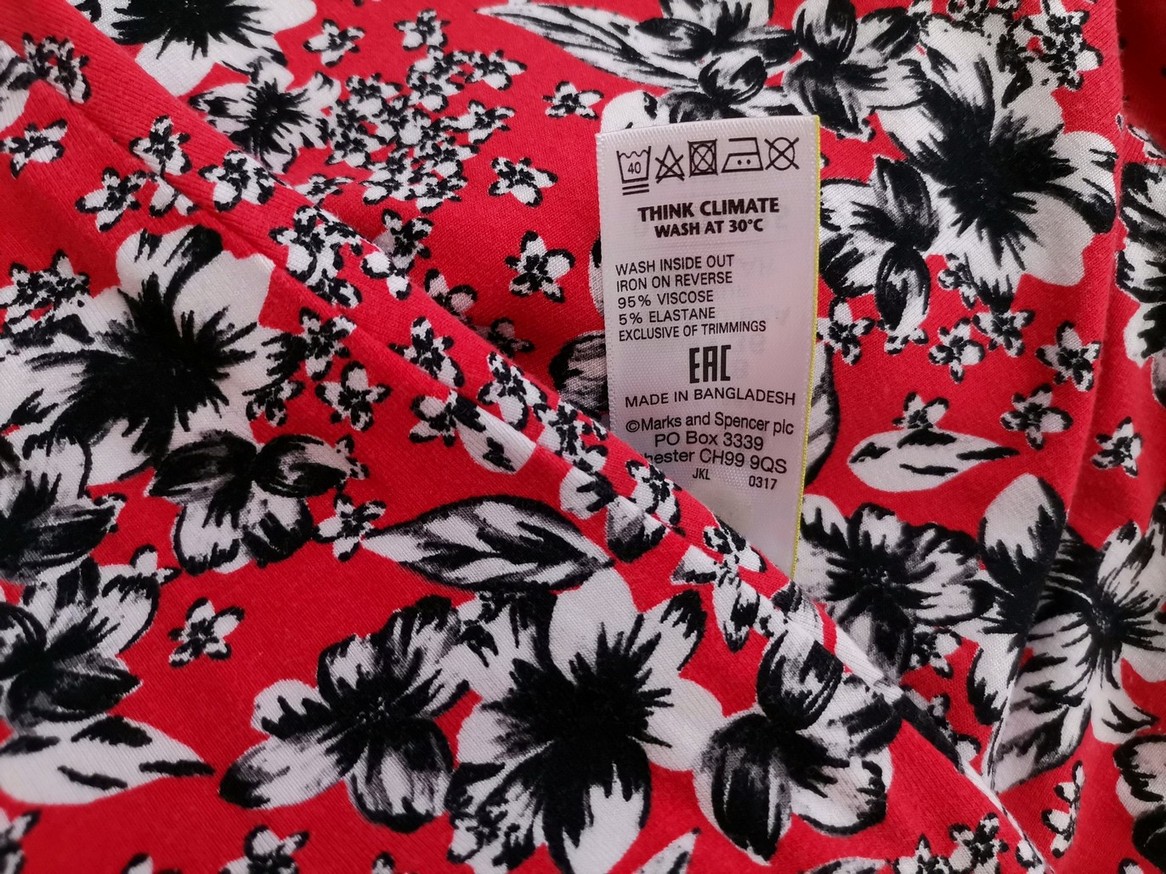 40
THINK CLIMATE
WASH AT 30°C
WASH INSIDE OUT
IRON ON REVERSE
95% VISCOSE
5% ELASTANE
EXCLUSIVE OF TRIMMINGS
EAC
MADE IN BANGLADESH
©Marks and Spencer plc
PO Box 3339
hester CH99 9QS
JKL 0317